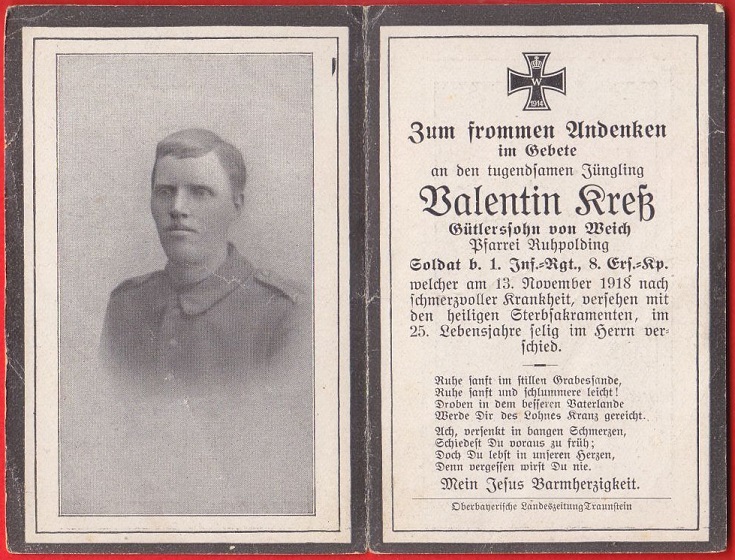 W
1914
Zum frommen Andenken
im Gebete
an den tugendsamen Jüngling
Valentin Kreß
Gütlerssohn von Weich
Pfarrei Ruhpolding
Soldat b. 1. Inf.-Rgt., 8. Ers.-Kp.
welcher am 13. November 1918 nach
schmerzvoller Krankheit, versehen mit
den heiligen Sterbsakramenten, im
25. Lebensjahre selig im Herrn ver-
schied.
Ruhe sanft im stillen Grabessande,
Ruhe sanft und schlummere leicht!
Droben in dem besseren Vaterlande
Werde Dir des Lohnes Kranz gereicht.
Ach, versenkt in bangen Schmerzen,
Schiedest Du voraus zu früh;
Doch Du lebst in unseren Herzen,
Denn vergessen wirst Du nie.
Mein Jesus Barmherzigkeit.
Oberbayerische Landeszeitung Traunstein